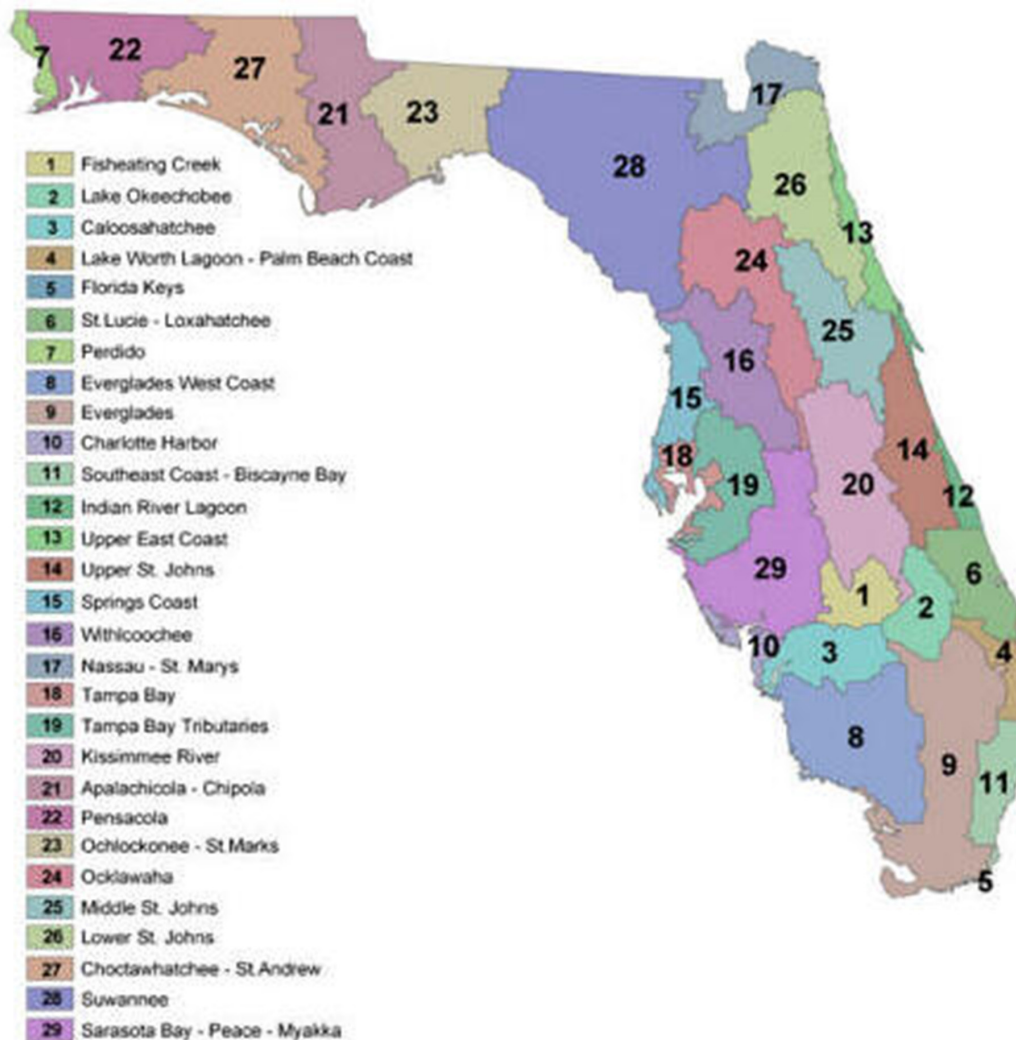 7
22
27
21
23
28
17
26
13
24
25
16
15
18
19
14
20
12
29
1
2
6
10
3
4
8
9
11
5
1 Fisheating Creek
2 Lake Okeechobee
3 Caloosahatchee
4 Lake Worth Lagoon - Palm Beach Coast
5 Florida Keys
6 St.Lucie - Loxahatchee
7 Perdido
8 Everglades West Coast
9 Everglades
10 Charlotte Harbor
11 Southeast Coast - Biscayne Bay
12 Indian River Lagoon
13 Upper East Coast
14 Upper St. Johns
15 Springs Coast
16 Withlcoochee
17 Nassau - St. Marys
18 Tampa Bay
19 Tampa Bay Tributaries
20 Kissimmee River
21 Apalachicola - Chipola
22 Pensacola
23 Ochlockonee - St.Marks
24 Ocklawaha
25 Middle St. Johns
26 Lower St. Johns
27 Choctawhatchee - St.Andrew
28 Suwannee
29 Sarasota Bay - Peace - Myakka